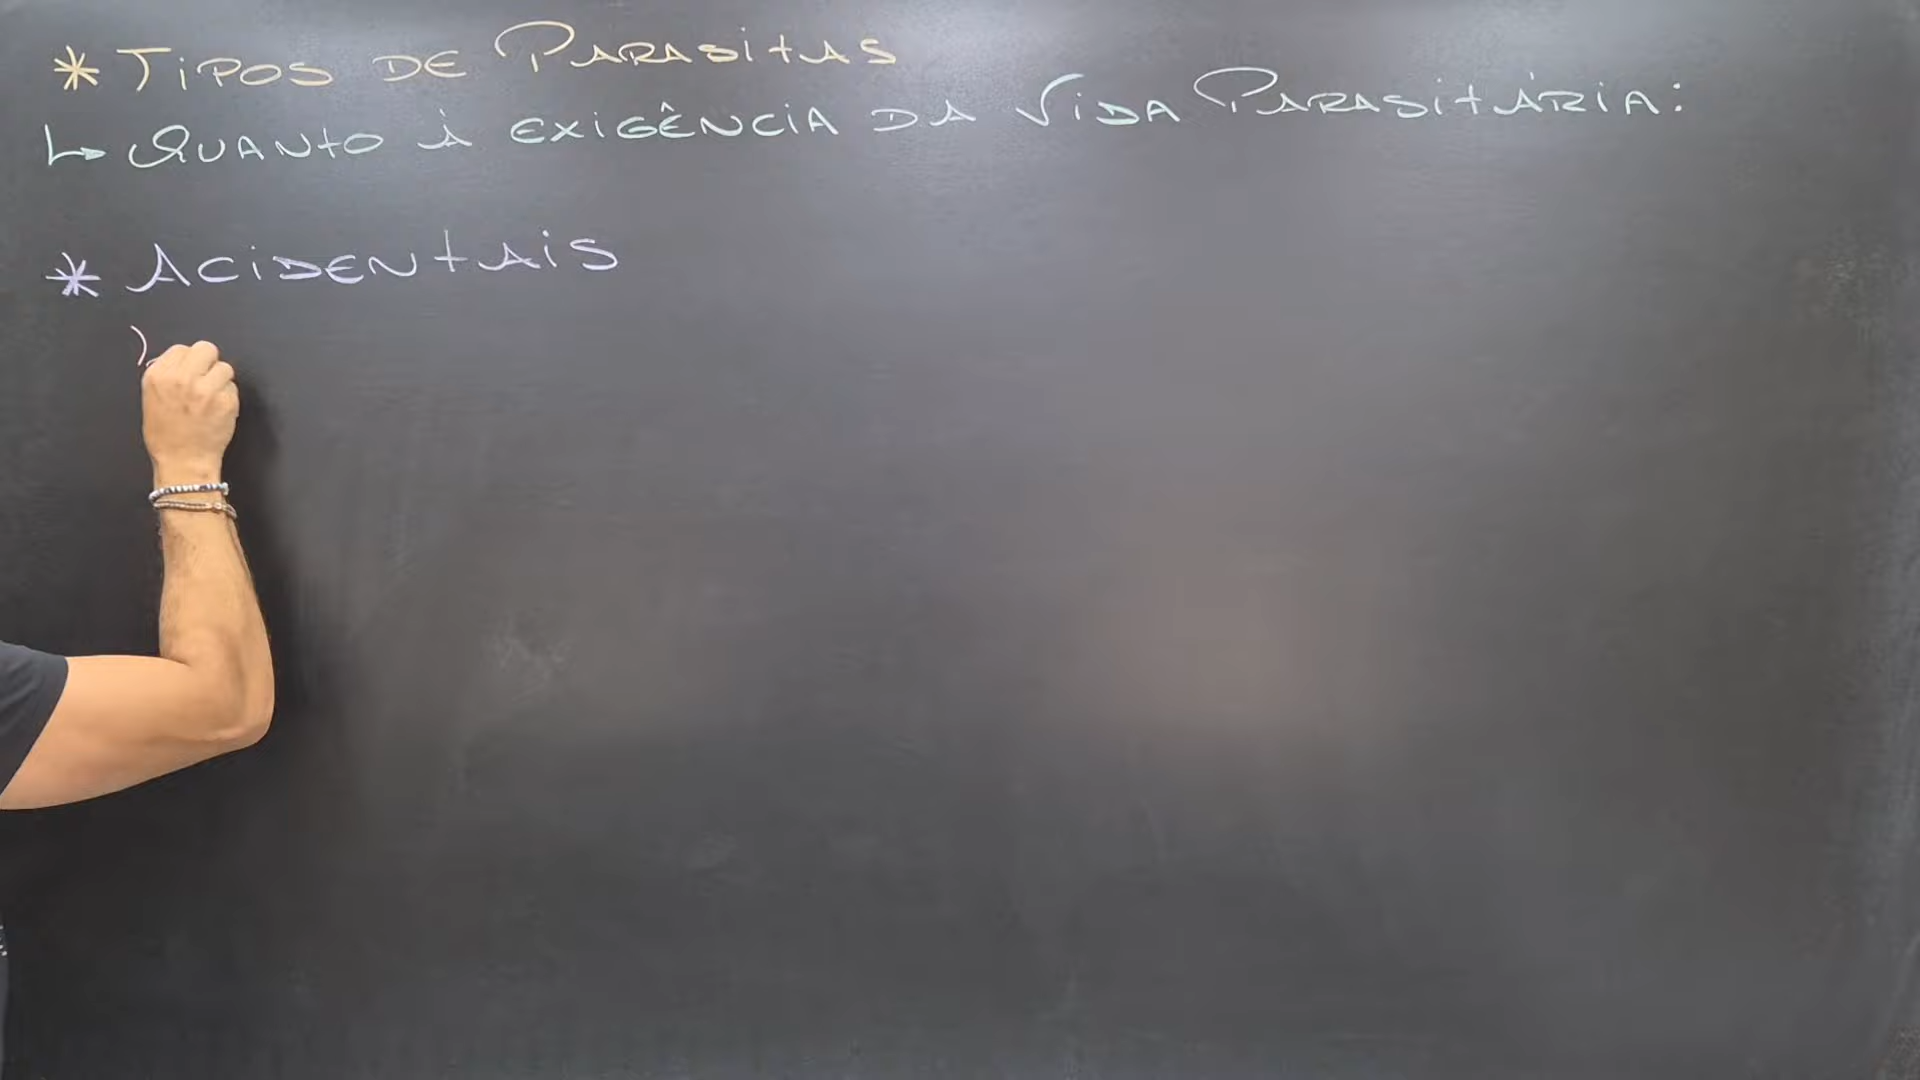 * TIPOS DE PARASITAS
↳ QUANTO À EXIGÊNCIA DA VIDA PARASITÁRIA:
* ACIDENTAIS